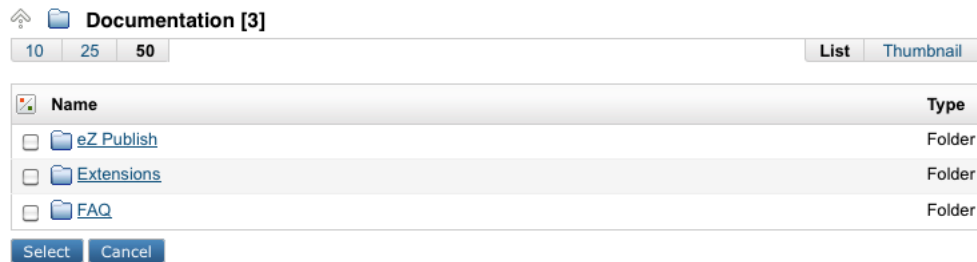 Documentation [3]
10 25 50 List Thumbnail
Name Type
eZ Publish Folder
Extensions Folder
FAQ Folder
Select Cancel